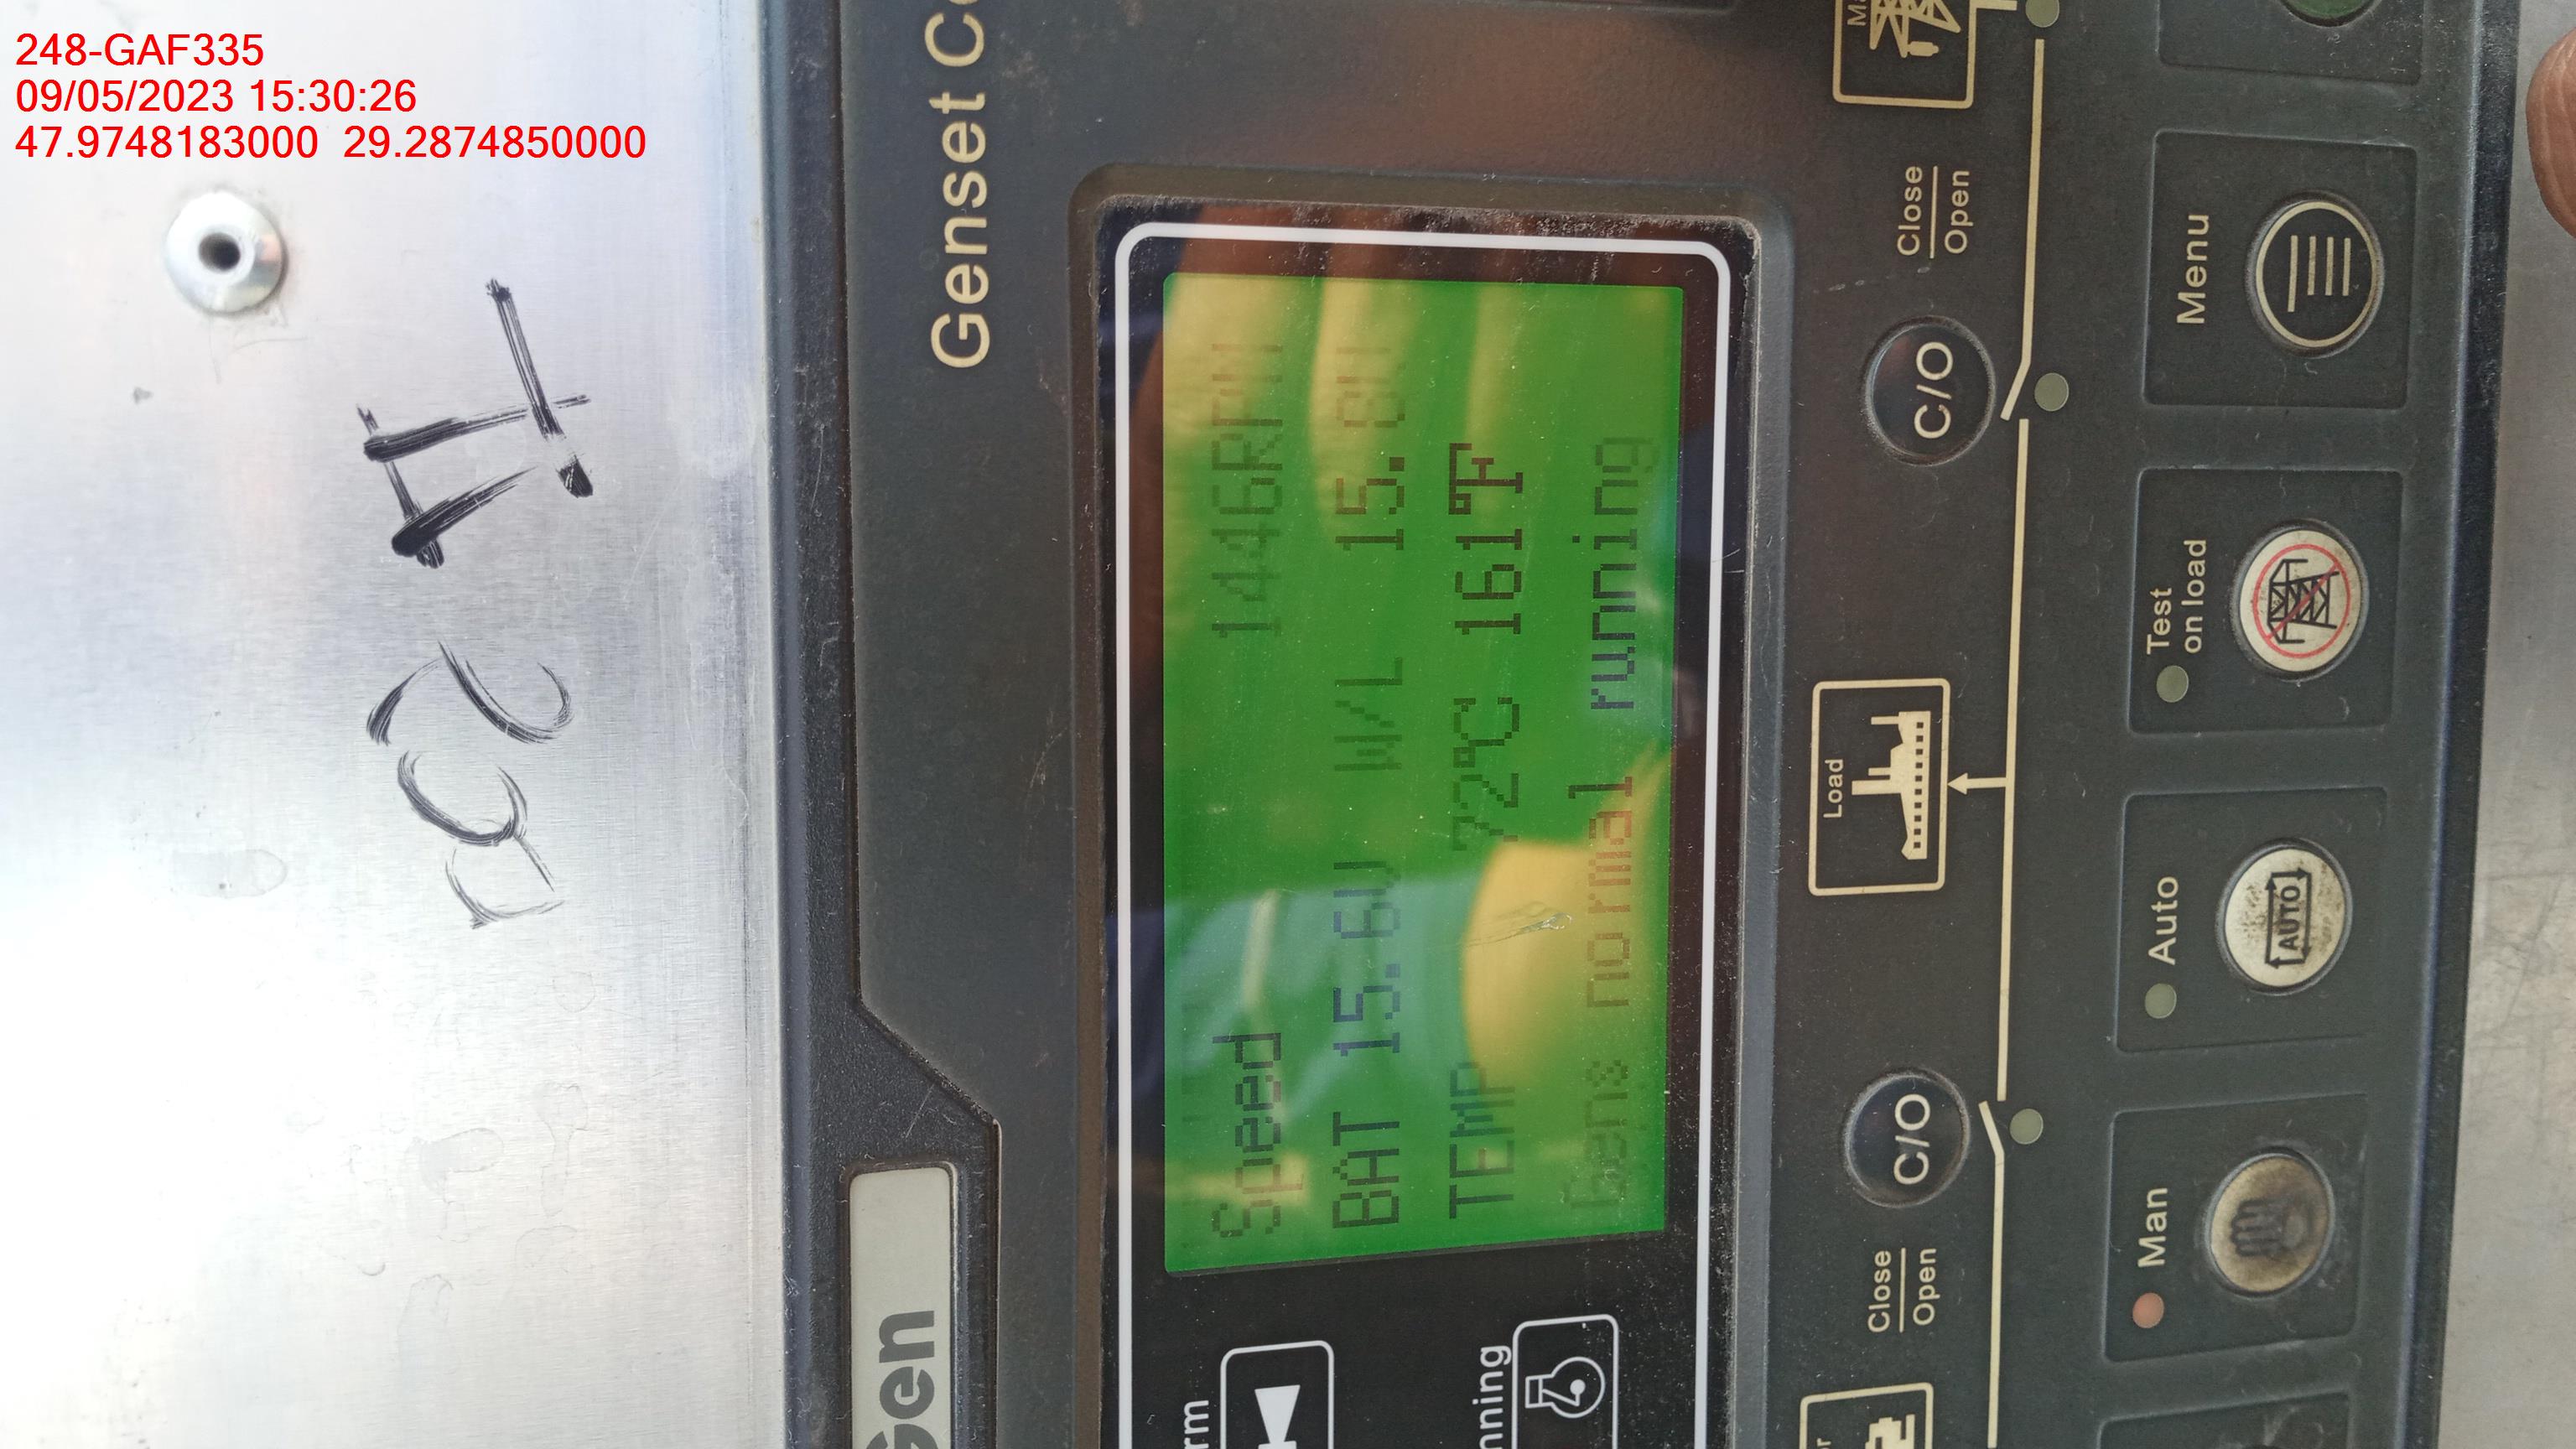 248-GAF335
09/05/2023 15:30:26
47.9748183000 29.2874850000
Genset Co
Gen
Speed 1446RPM
BAT 15.6V W/L 15.8V
TEMP 72℃ 161℉
Gens normal running
Close
Open
C/O
Load
C/O
Close
Open
Man
Auto
AUTO
Test
on load
Menu